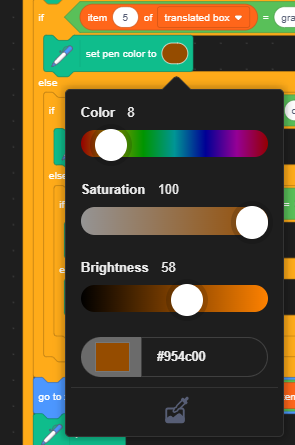 if item 5 of translated box = gra
set pen color to
else
if
Color 8
else
Saturation 100
if
Brightness 58
#954c00
go to